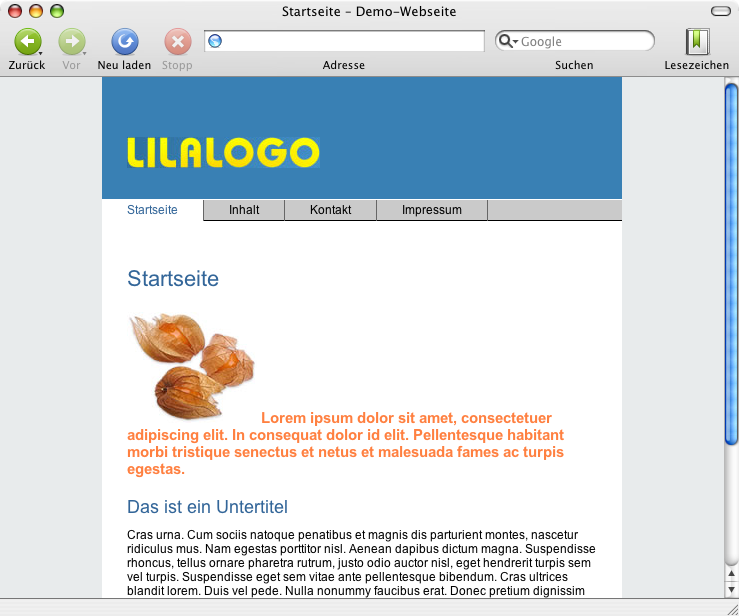 Startseite - Demo-Webseite
Zurück Vor Neu laden Stopp Adresse Google Suchen Lesezeichen
LILALOGO
Startseite Inhalt Kontakt Impressum
Startseite
Lorem ipsum dolor sit amet, consectetuer
adipiscing elit. In consequat dolor id elit. Pellentesque habitant
morbi tristique senectus et netus et malesuada fames ac turpis
egestas.
Das ist ein Untertitel
Cras urna. Cum sociis natoque penatibus et magnis dis parturient montes, nascetur
ridiculus mus. Nam egestas porttitor nisl. Aenean dapibus dictum magna. Suspendisse
rhoncus, tellus ornare pharetra rutrum, justo odio auctor nisl, eget hendrerit turpis sem
vel turpis. Suspendisse eget sem vitae ante pellentesque bibendum. Cras ultrices
blandit lorem. Duis vel pede. Nulla nonummy faucibus erat. Donec pretium dignissim